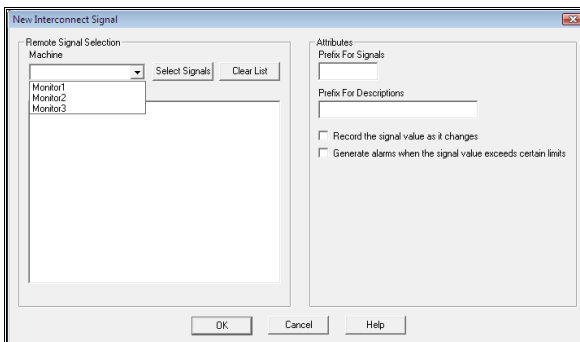 New Interconnect Signal
Remote Signal Selection
Machine
Select Signals
Clear List
Monitor1
Monitor2
Monitor3
Attributes
Prefix For Signals
Prefix For Descriptions
Record the signal value as it changes
Generate alarms when the signal value exceeds certain limits
OK
Cancel
Help